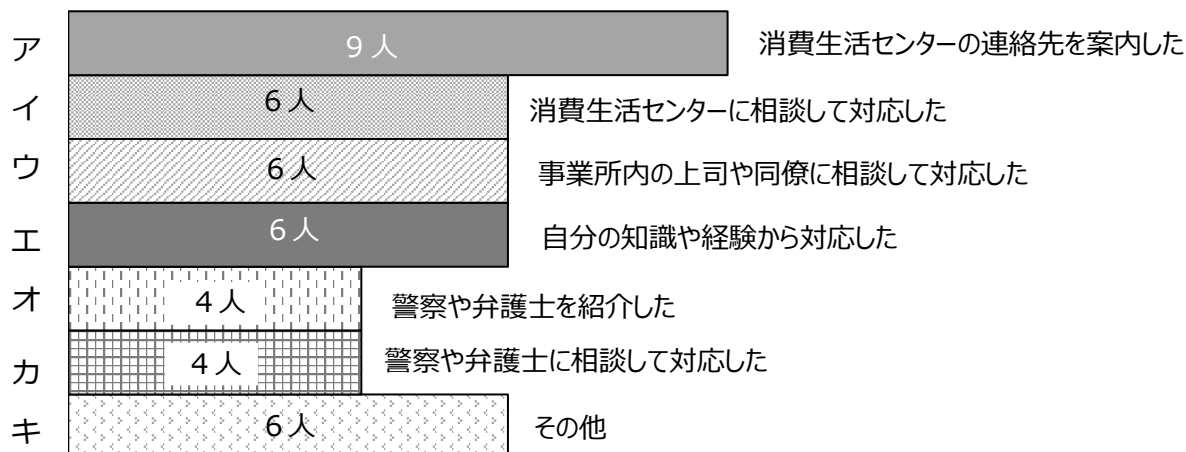 ア 9人 消費生活センターの連絡先を案内した
イ 6人 消費生活センターに相談して対応した
ウ 6人 事業所内の上司や同僚に相談して対応した
エ 6人 自分の知識や経験から対応した
オ 4人 警察や弁護士を紹介した
カ 4人 警察や弁護士に相談して対応した
キ 6人 その他